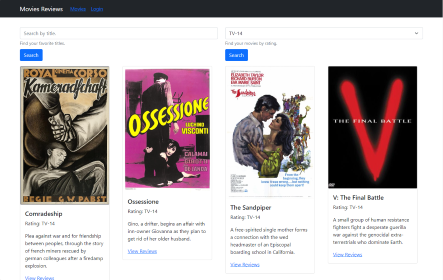 Movies Reviews Movies Login
Search by title
TV-14
Find your favorite titles.
Find your movies by rating.
Search
Search
ROYAL CINEMA CORSO
Kameradschaft
REGIE G.W. PABST
Comradeship
Rating: TV-14
Plea against war and for friendship
between peoples, through the story
of French miners rescued by
german colleagues after a firedamp
explosion.
View Reviews
OSSESSIONE
LUCHINO
VISCONTI
CALAMAI
GIROTTI
Ossessione
Rating: TV-14
Gino, a drifter, begins an affair with
inn-owner Giovanna as they plan to
get rid of her older husband.
View Reviews
ELIZABETH TAYLOR
RICHARD BURTON
EVA MARIE SAINT
The Sandpiper
The Sandpiper
Rating: TV-14
A free-spirited single mother forms
a connection with the wed
headmaster of an Episcopal
boarding school in California.
View Reviews
V
THE FINAL BATTLE
DVD
V: The Final Battle
Rating: TV-14
A small group of human resistance
fighters fight a desperate guerilla
war against the genocidal extra-
terrestrials who dominate Earth.
View Reviews